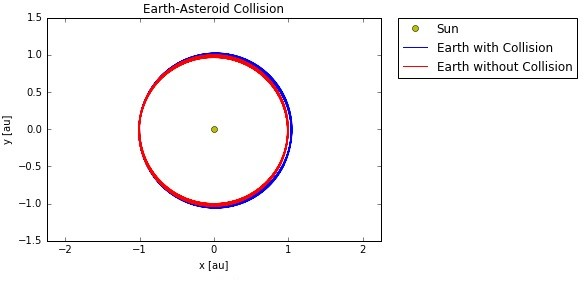 Earth-Asteroid Collision
Sun
Earth with Collision
Earth without Collision
1.5
1.0
0.5
0.0
−0.5
−1.0
−1.5
y [au]
−2
−1
0
1
2
x [au]